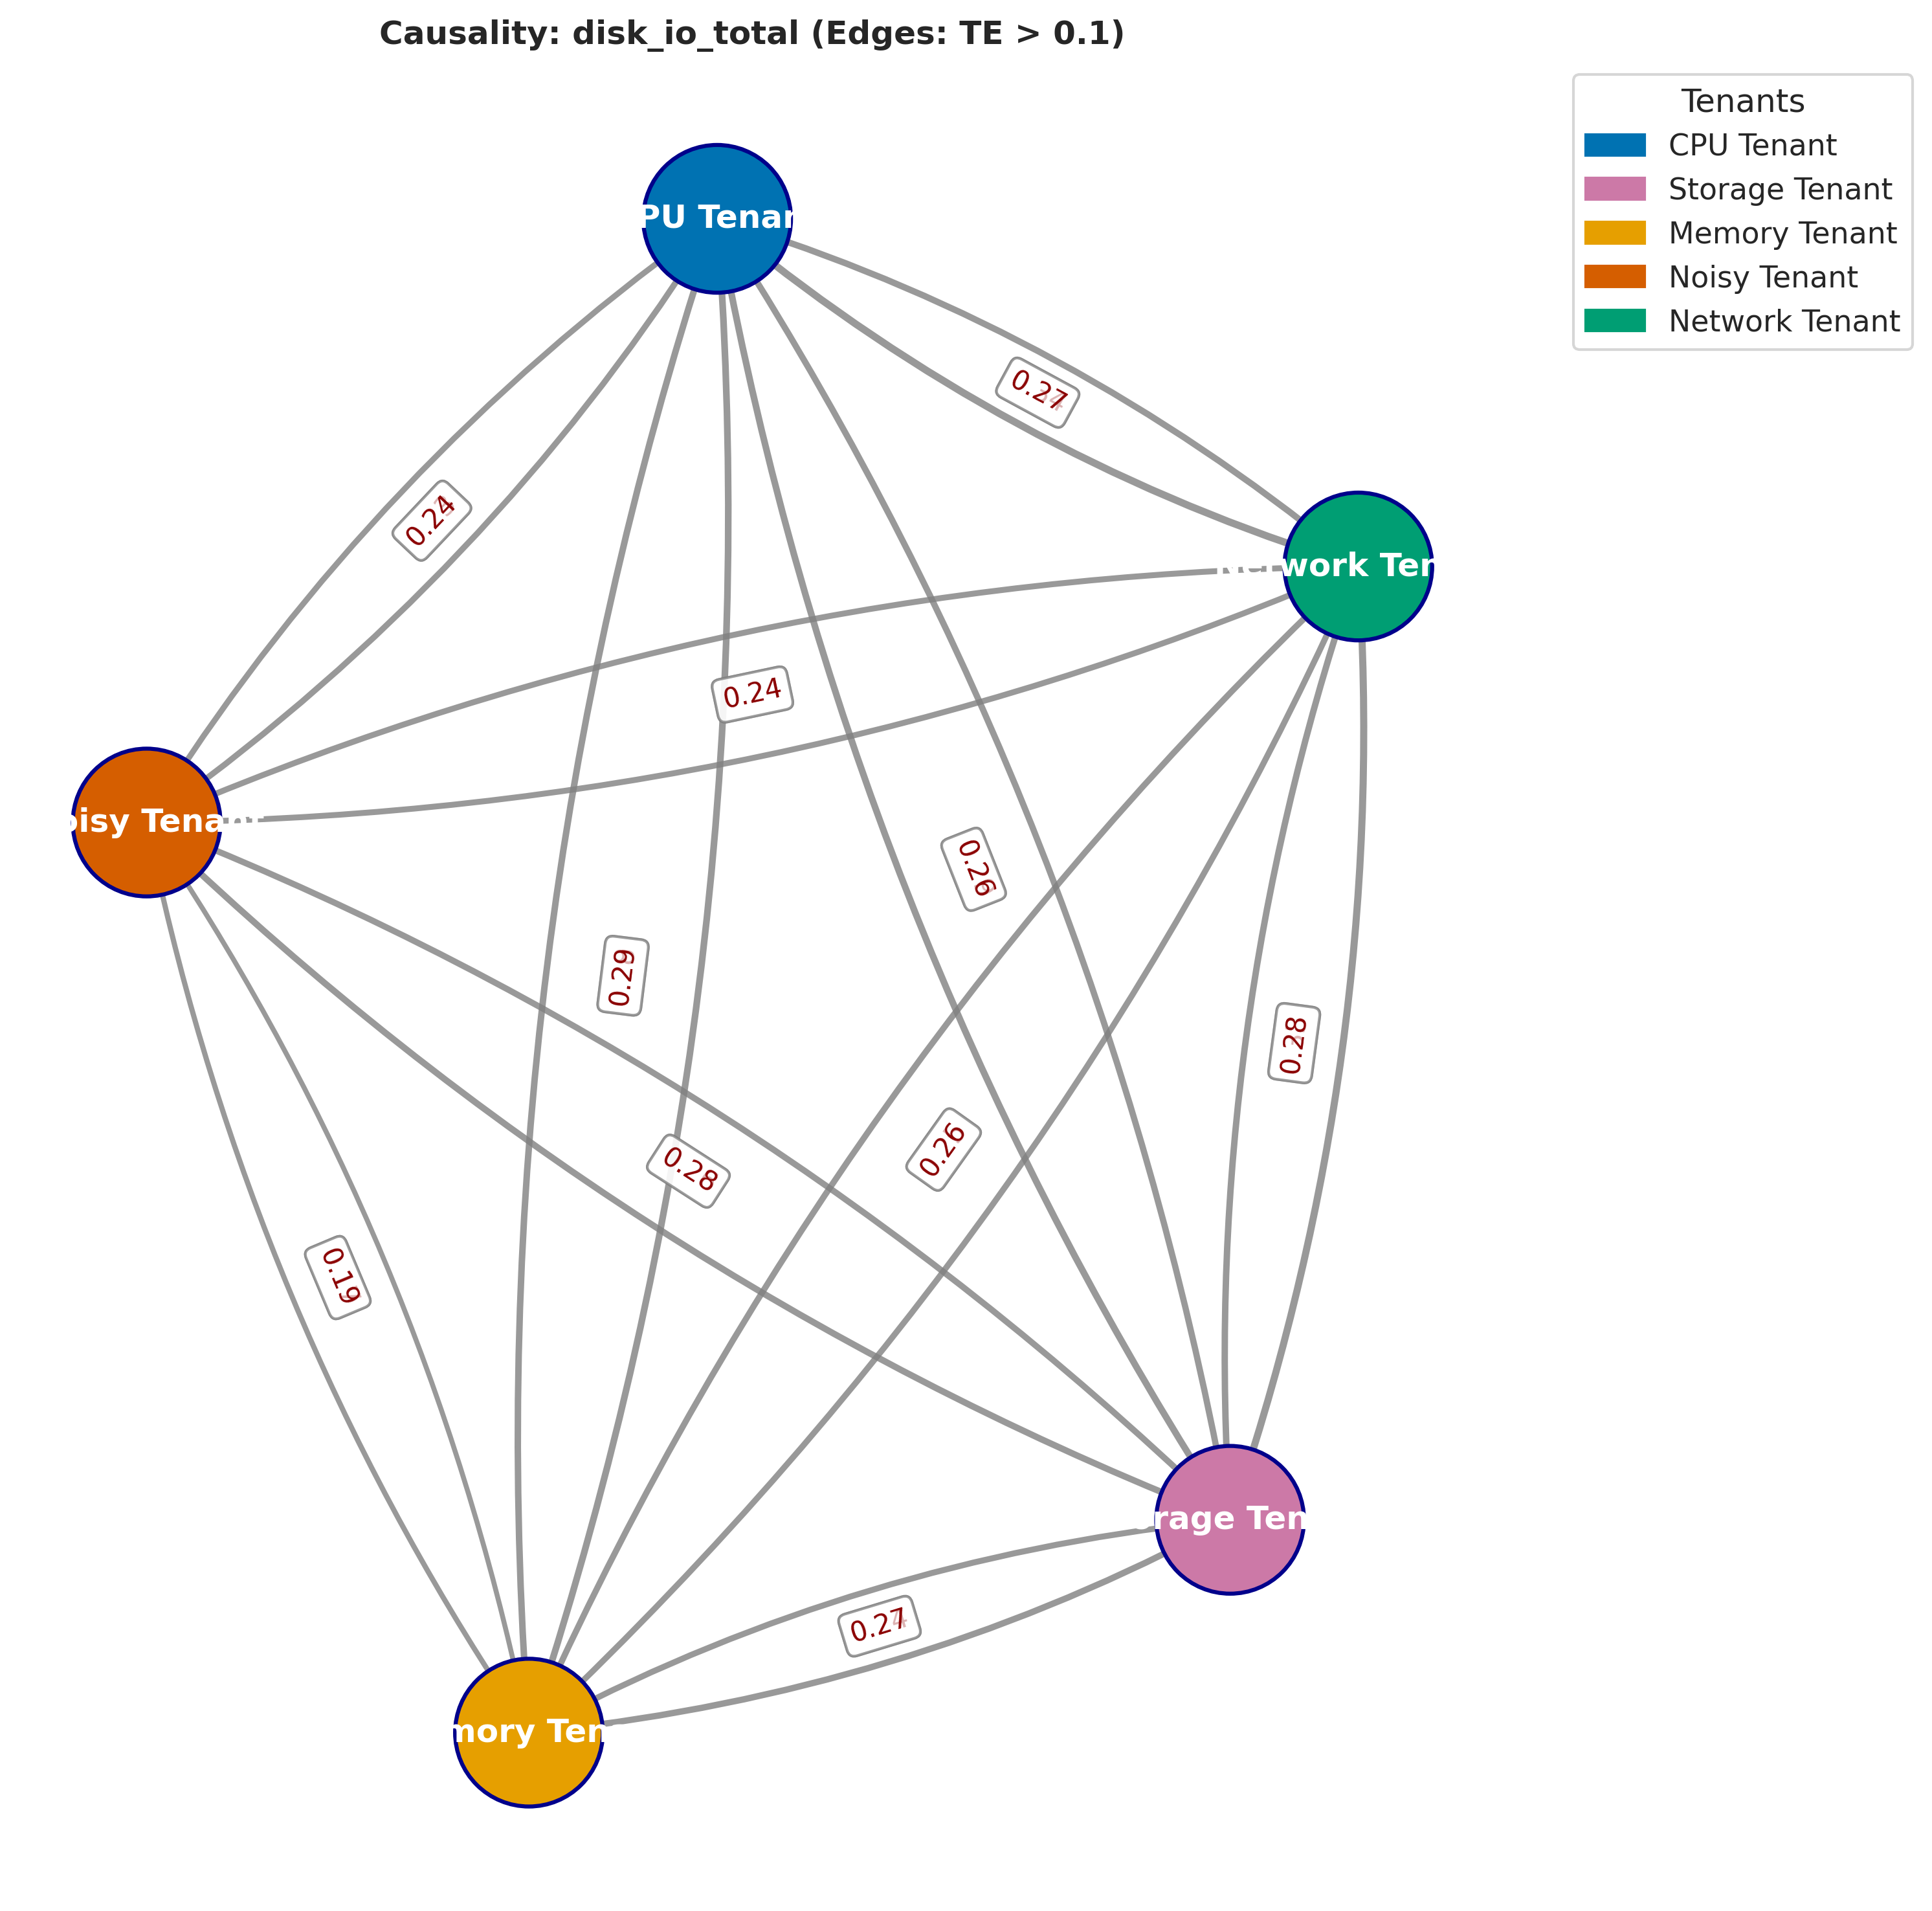 Causality: disk_io_total (Edges: TE > 0.1)
Tenants
CPU Tenant
Storage Tenant
Memory Tenant
Noisy Tenant
Network Tenant
PU Tenan
0.27
0.24
work Ten
0.24
oisy Tena
0.26
0.29
0.28
0.26
0.28
0.19
rage Ten
0.27
mory Ten